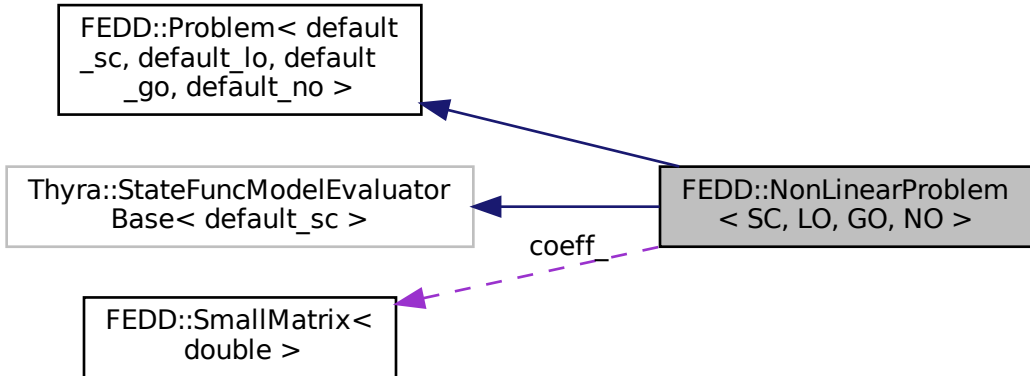 FEDD::Problem< default
_sc, default_lo, default
_go, default_no >
Thyra::StateFuncModelEvaluator
Base< default_sc >
FEDD::NonLinearProblem
< SC, LO, GO, NO >
coeff_
FEDD::SmallMatrix<
double >